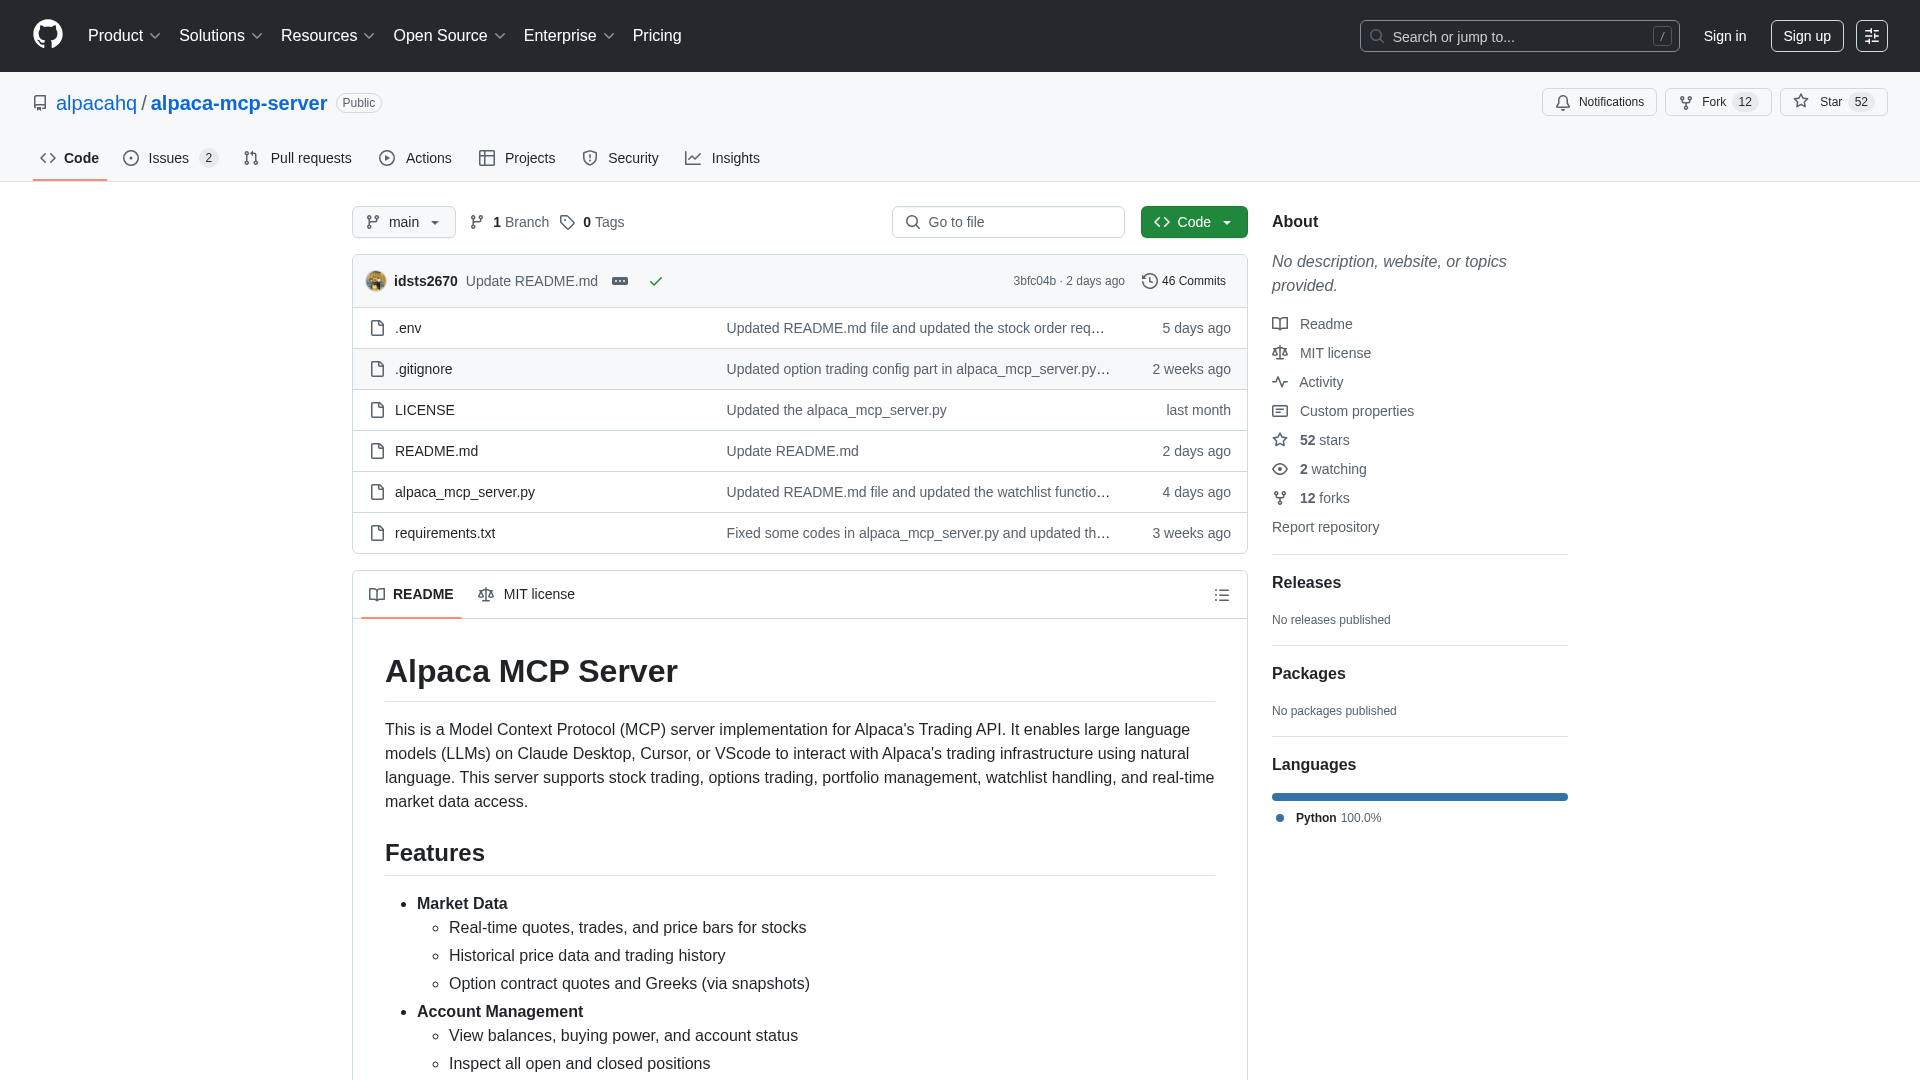 Product Solutions Resources Open Source Enterprise Pricing Search or jump to... / Sign in Sign up
alpacahq / alpaca-mcp-server Public Notifications Fork 12 Star 52
Code Issues 2 Pull requests Actions Projects Security Insights
main 1 Branch 0 Tags Go to file Code
idsts2670 Update README.md 3bfc04b · 2 days ago 46 Commits
.env Updated README.md file and updated the stock order req… 5 days ago
.gitignore Updated option trading config part in alpaca_mcp_server.py… 2 weeks ago
LICENSE Updated the alpaca_mcp_server.py last month
README.md Update README.md 2 days ago
alpaca_mcp_server.py Updated README.md file and updated the watchlist functio… 4 days ago
requirements.txt Fixed some codes in alpaca_mcp_server.py and updated th… 3 weeks ago
README MIT license
Alpaca MCP Server
This is a Model Context Protocol (MCP) server implementation for Alpaca's Trading API. It enables large language
models (LLMs) on Claude Desktop, Cursor, or VScode to interact with Alpaca's trading infrastructure using natural
language. This server supports stock trading, options trading, portfolio management, watchlist handling, and real-time
market data access.
Features
• Market Data
◦ Real-time quotes, trades, and price bars for stocks
◦ Historical price data and trading history
◦ Option contract quotes and Greeks (via snapshots)
• Account Management
◦ View balances, buying power, and account status
◦ Inspect all open and closed positions
About
No description, website, or topics
provided.
Readme
MIT license
Activity
Custom properties
52 stars
2 watching
12 forks
Report repository
Releases
No releases published
Packages
No packages published
Languages
Python 100.0%